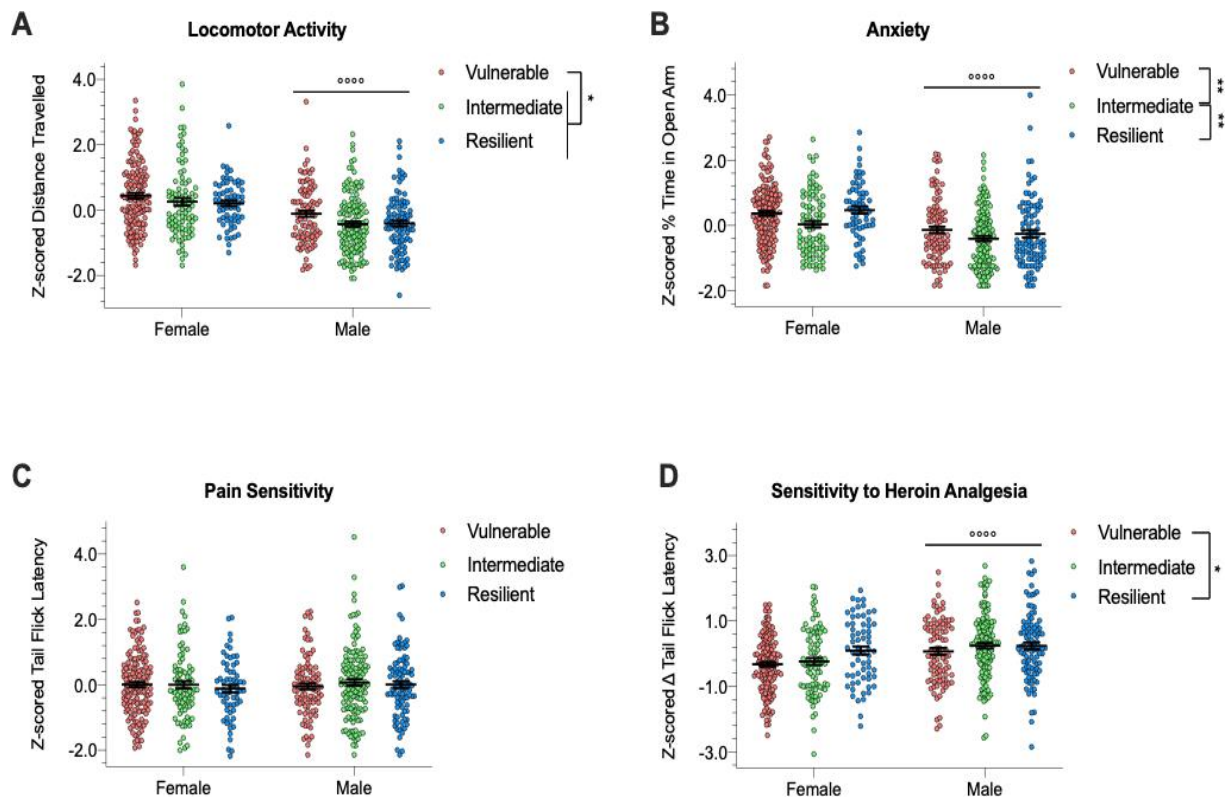 A
Locomotor Activity
Z-scored Distance Travelled
4.0
2.0
0.0
-2.0
°°°°
Female
Male
Vulnerable
Intermediate
Resilient
*
B
Anxiety
Z-scored % Time in Open Arm
4.0
2.0
0.0
-2.0
°°°°
Female
Male
Vulnerable
Intermediate
Resilient
**
**
C
Pain Sensitivity
Z-scored Tail Flick Latency
4.0
2.0
0.0
-2.0
Female
Male
Vulnerable
Intermediate
Resilient
D
Sensitivity to Heroin Analgesia
Z-scored Δ Tail Flick Latency
3.0
1.0
-1.0
-3.0
°°°°
Female
Male
Vulnerable
Intermediate
Resilient
*